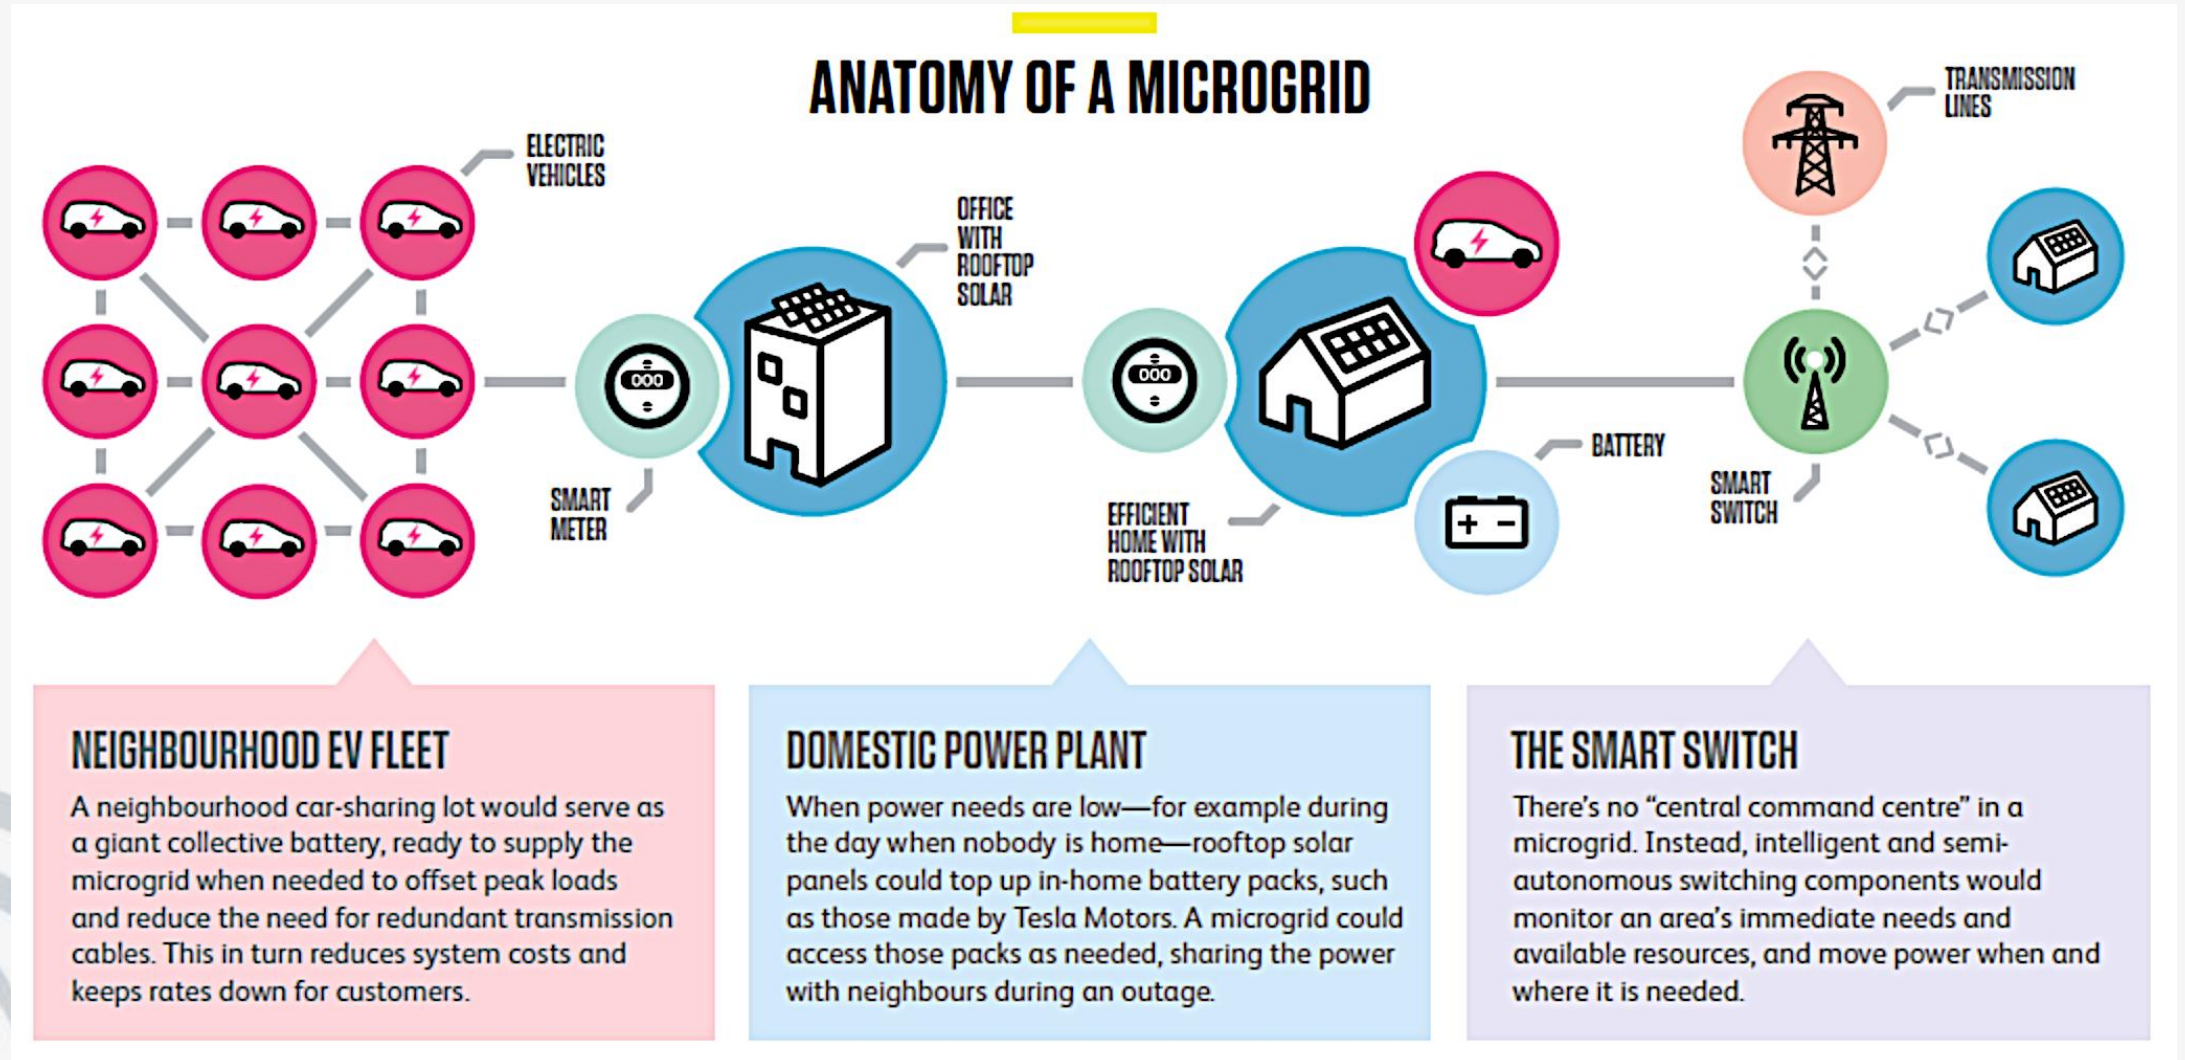 ANATOMY OF A MICROGRID
ELECTRIC
VEHICLES
OFFICE
WITH
ROOFTOP
SOLAR
TRANSMISSION
LINES
000
000
SMART
METER
EFFICIENT
HOME WITH
ROOFTOP SOLAR
BATTERY
+ -
SMART
SWITCH
NEIGHBOURHOOD EV FLEET
A neighbourhood car-sharing lot would serve as
a giant collective battery, ready to supply the
microgrid when needed to offset peak loads
and reduce the need for redundant transmission
cables. This in turn reduces system costs and
keeps rates down for customers.
DOMESTIC POWER PLANT
When power needs are low—for example during
the day when nobody is home—rooftop solar
panels could top up in-home battery packs, such
as those made by Tesla Motors. A microgrid could
access those packs as needed, sharing the power
with neighbours during an outage.
THE SMART SWITCH
There's no “central command centre” in a
microgrid. Instead, intelligent and semi-
autonomous switching components would
monitor an area's immediate needs and
available resources, and move power when and
where it is needed.